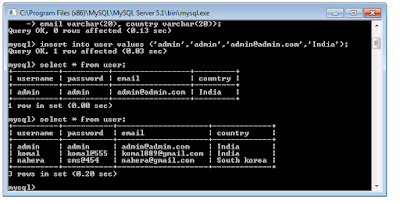 C:\Program Files (x86)\MySQL\MySQL Server 5.1\bin\mysql.exe
-> email varchar(20), country varchar(20));
Query OK, 0 rows affected (0.13 sec)
mysql> insert into user values ('admin','admin','admin@admin.com','India');
Query OK, 1 row affected (0.03 sec)
mysql> select * from user;
+----------+----------+-----------------+---------+
| username | password | email | country |
+----------+----------+-----------------+---------+
| admin | admin | admin@admin.com | India |
+----------+----------+-----------------+---------+
1 row in set (0.00 sec)
mysql> select * from user;
+----------+-----------+--------------------+-------------+
| username | password | email | country |
+----------+-----------+--------------------+-------------+
| admin | admin | admin@admin.com | India |
| komal | komal@555 | komal889@gmail.com | India |
| nahera | sms@454 | nahera@gmail.com | South korea |
+----------+-----------+--------------------+-------------+
3 rows in set (0.20 sec)
mysql>